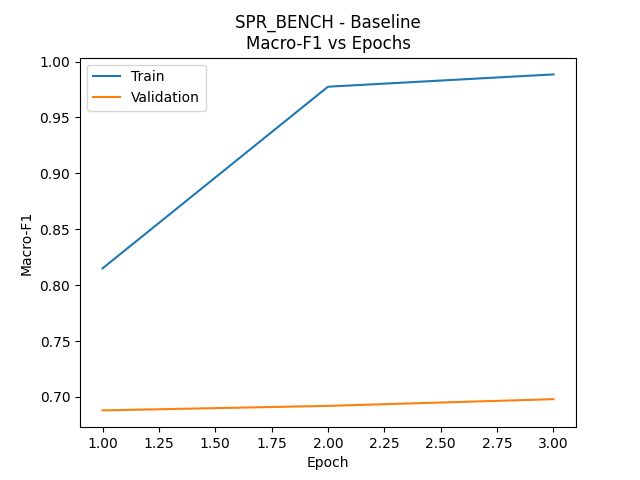 SPR_BENCH - Baseline
Macro-F1 vs Epochs
Train
Validation
1.00
0.95
0.90
0.85
0.80
0.75
0.70
Macro-F1
1.00 1.25 1.50 1.75 2.00 2.25 2.50 2.75 3.00
Epoch